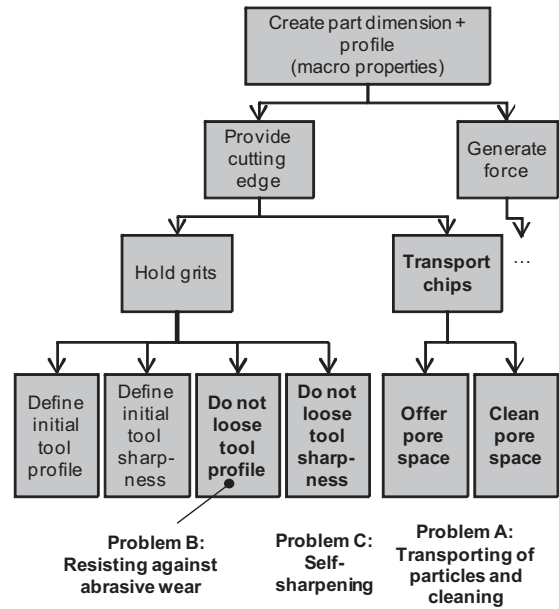 Create part dimension +
profile
(macro properties)
Provide
cutting
edge
Generate
force
Hold grits
Transport
chips
...
Define
initial
tool
profile
Define
initial
tool
sharp-
ness
Do not
loose
tool
profile
Do not
loose
tool
sharp-
ness
Offer
pore
space
Clean
pore
space
Problem B:
Resisting against
abrasive wear
Problem C:
Self-
sharpening
Problem A:
Transporting of
particles and
cleaning